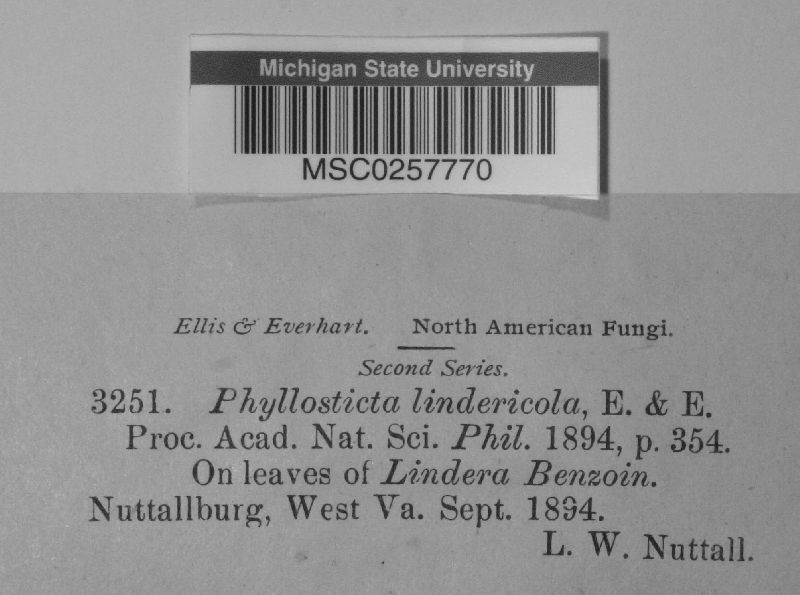 Michigan State University
MSC0257770
Ellis & Everhart. North American Fungi.
Second Series.
3251. Phyllosticta lindericola, E. & E.
Proc. Acad. Nat. Sci. Phil. 1894, p. 354.
On leaves of Lindera Benzoin.
Nuttallburg, West Va. Sept. 1894.
L. W. Nuttall.